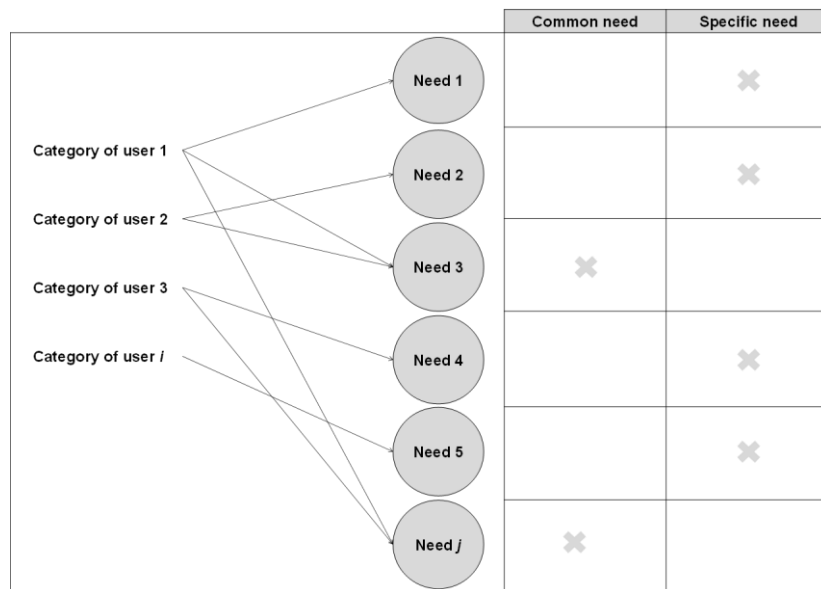 Common need Specific need
Need 1
Category of user 1
Need 2
Category of user 2
Need 3
Category of user 3
Need 4
Category of user i
Need 5
Need j